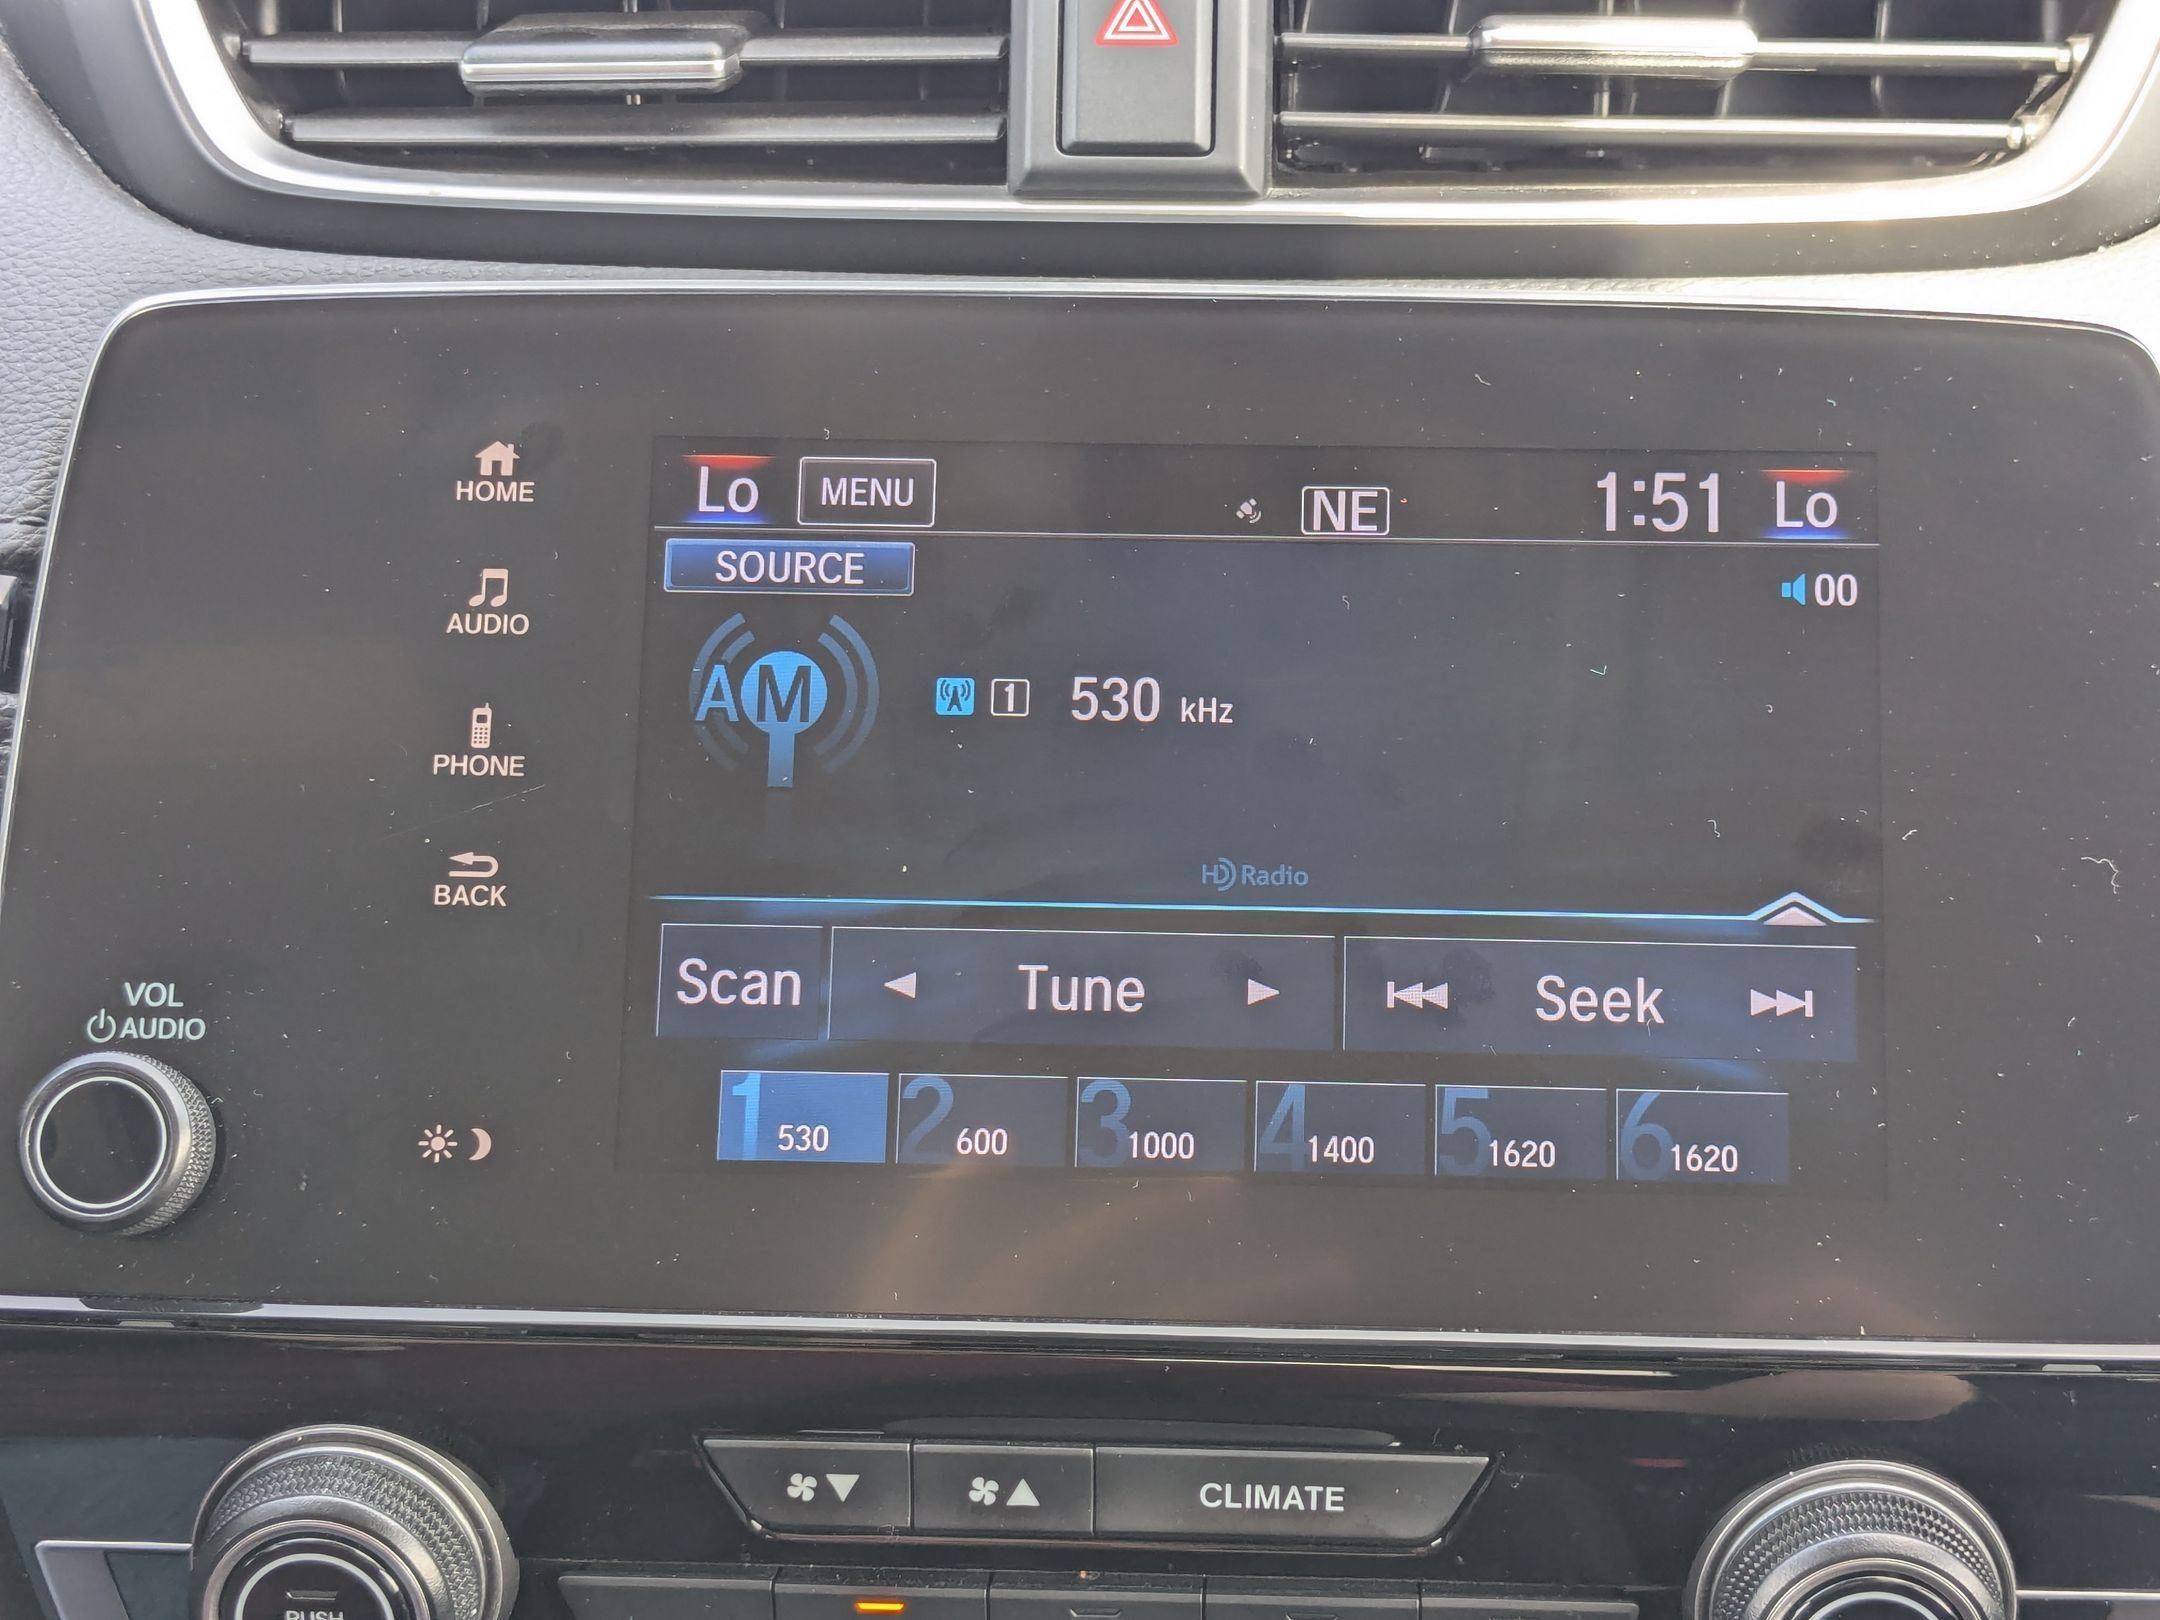 HOME
AUDIO
PHONE
BACK
VOL
AUDIO
Lo MENU NE 1:51 Lo
SOURCE
00
AM 1 530 kHz
HD Radio
Scan Tune Seek
1 530 2 600 3 1000 4 1400 5 1620 6 1620
CLIMATE
PUSH